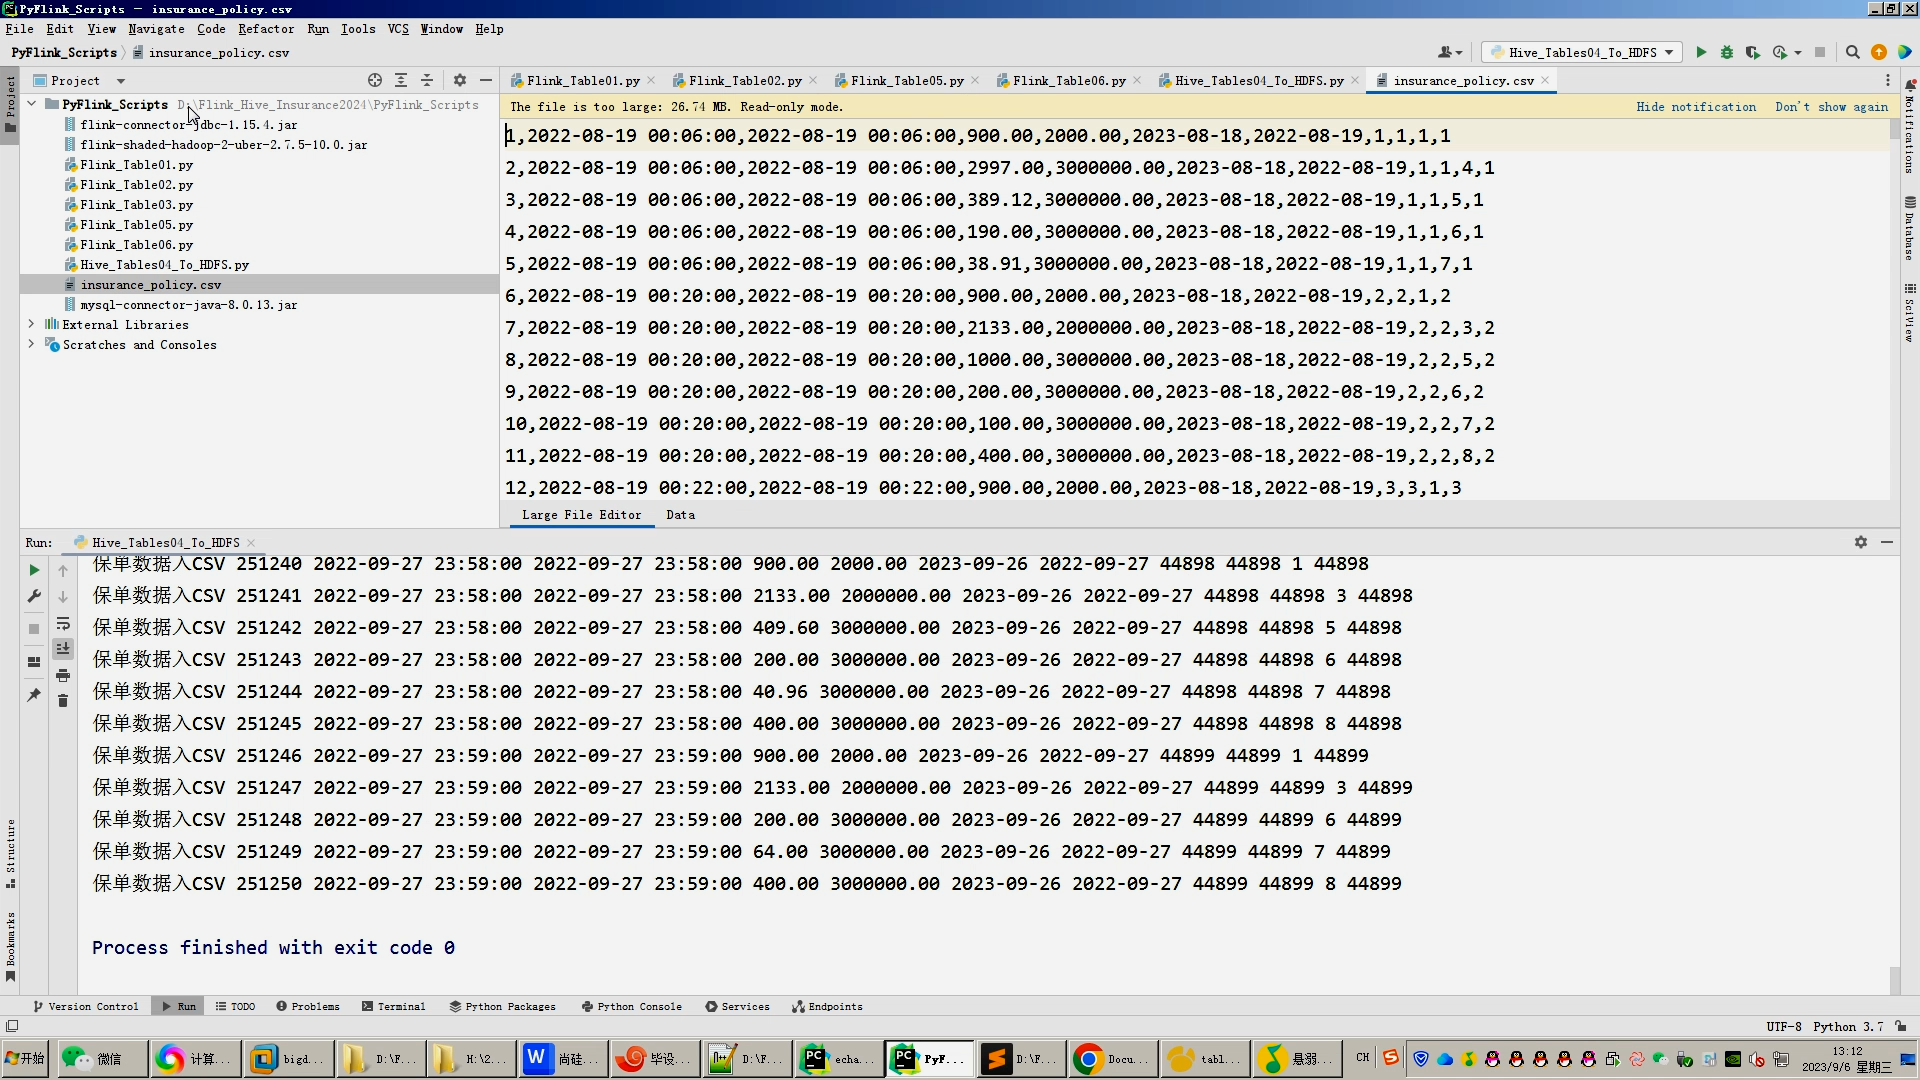 PyFlink_Scripts – insurance_policy.csv
File Edit View Navigate Code Refactor Run Tools VCS Window Help
PyFlink_Scripts insurance_policy.csv
Hive_Tables04_To_HDFS
Project
Project
Flink_Table01.py
Flink_Table02.py
Flink_Table05.py
Flink_Table06.py
Hive_Tables04_To_HDFS.py
insurance_policy.csv
PyFlink_Scripts D:\Flink_Hive_Insurance2024\PyFlink_Scripts
flink-connector-jdbc-1.15.4.jar
flink-shaded-hadoop-2-uber-2.7.5-10.0.jar
Flink_Table01.py
Flink_Table02.py
Flink_Table03.py
Flink_Table05.py
Flink_Table06.py
Hive_Tables04_To_HDFS.py
insurance_policy.csv
mysql-connector-java-8.0.13.jar
External Libraries
Scratches and Consoles
The file is too large: 26.74 MB. Read-only mode.
Hide notification Don't show again
1,2022-08-19 00:06:00,2022-08-19 00:06:00,900.00,2000.00,2023-08-18,2022-08-19,1,1,1,1
2,2022-08-19 00:06:00,2022-08-19 00:06:00,2997.00,3000000.00,2023-08-18,2022-08-19,1,1,4,1
3,2022-08-19 00:06:00,2022-08-19 00:06:00,389.12,3000000.00,2023-08-18,2022-08-19,1,1,5,1
4,2022-08-19 00:06:00,2022-08-19 00:06:00,190.00,3000000.00,2023-08-18,2022-08-19,1,1,6,1
5,2022-08-19 00:06:00,2022-08-19 00:06:00,38.91,3000000.00,2023-08-18,2022-08-19,1,1,7,1
6,2022-08-19 00:20:00,2022-08-19 00:20:00,900.00,2000.00,2023-08-18,2022-08-19,2,2,1,2
7,2022-08-19 00:20:00,2022-08-19 00:20:00,2133.00,2000000.00,2023-08-18,2022-08-19,2,2,3,2
8,2022-08-19 00:20:00,2022-08-19 00:20:00,1000.00,3000000.00,2023-08-18,2022-08-19,2,2,5,2
9,2022-08-19 00:20:00,2022-08-19 00:20:00,200.00,3000000.00,2023-08-18,2022-08-19,2,2,6,2
10,2022-08-19 00:20:00,2022-08-19 00:20:00,100.00,3000000.00,2023-08-18,2022-08-19,2,2,7,2
11,2022-08-19 00:20:00,2022-08-19 00:20:00,400.00,3000000.00,2023-08-18,2022-08-19,2,2,8,2
12,2022-08-19 00:22:00,2022-08-19 00:22:00,900.00,2000.00,2023-08-18,2022-08-19,3,3,1,3
Large File Editor Data
Notifications
Database
SciView
Run: Hive_Tables04_To_HDFS
保单数据入CSV 251240 2022-09-27 23:58:00 2022-09-27 23:58:00 900.00 2000.00 2023-09-26 2022-09-27 44898 44898 1 44898
保单数据入CSV 251241 2022-09-27 23:58:00 2022-09-27 23:58:00 2133.00 2000000.00 2023-09-26 2022-09-27 44898 44898 3 44898
保单数据入CSV 251242 2022-09-27 23:58:00 2022-09-27 23:58:00 409.60 3000000.00 2023-09-26 2022-09-27 44898 44898 5 44898
保单数据入CSV 251243 2022-09-27 23:58:00 2022-09-27 23:58:00 200.00 3000000.00 2023-09-26 2022-09-27 44898 44898 6 44898
保单数据入CSV 251244 2022-09-27 23:58:00 2022-09-27 23:58:00 40.96 3000000.00 2023-09-26 2022-09-27 44898 44898 7 44898
保单数据入CSV 251245 2022-09-27 23:58:00 2022-09-27 23:58:00 400.00 3000000.00 2023-09-26 2022-09-27 44898 44898 8 44898
保单数据入CSV 251246 2022-09-27 23:59:00 2022-09-27 23:59:00 900.00 2000.00 2023-09-26 2022-09-27 44899 44899 1 44899
保单数据入CSV 251247 2022-09-27 23:59:00 2022-09-27 23:59:00 2133.00 2000000.00 2023-09-26 2022-09-27 44899 44899 3 44899
保单数据入CSV 251248 2022-09-27 23:59:00 2022-09-27 23:59:00 200.00 3000000.00 2023-09-26 2022-09-27 44899 44899 6 44899
保单数据入CSV 251249 2022-09-27 23:59:00 2022-09-27 23:59:00 64.00 3000000.00 2023-09-26 2022-09-27 44899 44899 7 44899
保单数据入CSV 251250 2022-09-27 23:59:00 2022-09-27 23:59:00 400.00 3000000.00 2023-09-26 2022-09-27 44899 44899 8 44899
Process finished with exit code 0
Structure
Bookmarks
Version Control Run TODO Problems Terminal Python Packages Python Console Services Endpoints
UTF-8 Python 3.7
开始 微信 计算... bigd... D:\F... H:\2... 尚硅... 毕设... D:\F... echa... PyF... D:\F... Docu... tabl... 悬弱... CH
13:12
2023/9/6 星期三